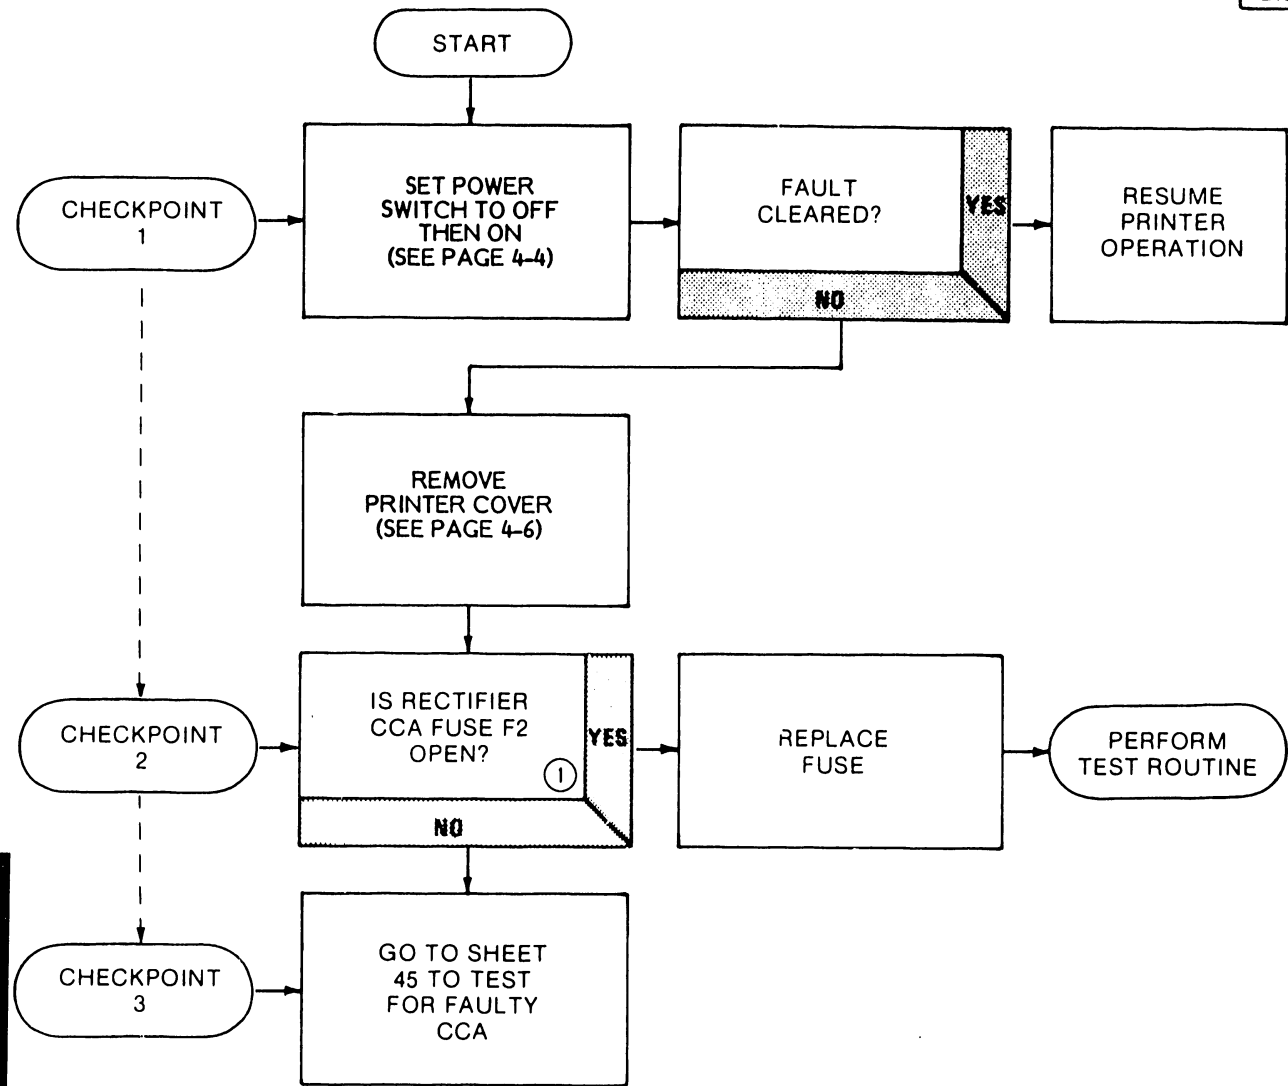 START
CHECKPOINT
1
SET POWER
SWITCH TO OFF
THEN ON
(SEE PAGE 4-4)
FAULT
CLEARED?
YES
NO
RESUME
PRINTER
OPERATION
REMOVE
PRINTER COVER
(SEE PAGE 4-6)
CHECKPOINT
2
IS RECTIFIER
CCA FUSE F2
OPEN?
1
YES
NO
REPLACE
FUSE
PERFORM
TEST ROUTINE
CHECKPOINT
3
GO TO SHEET
45 TO TEST
FOR FAULTY
CCA